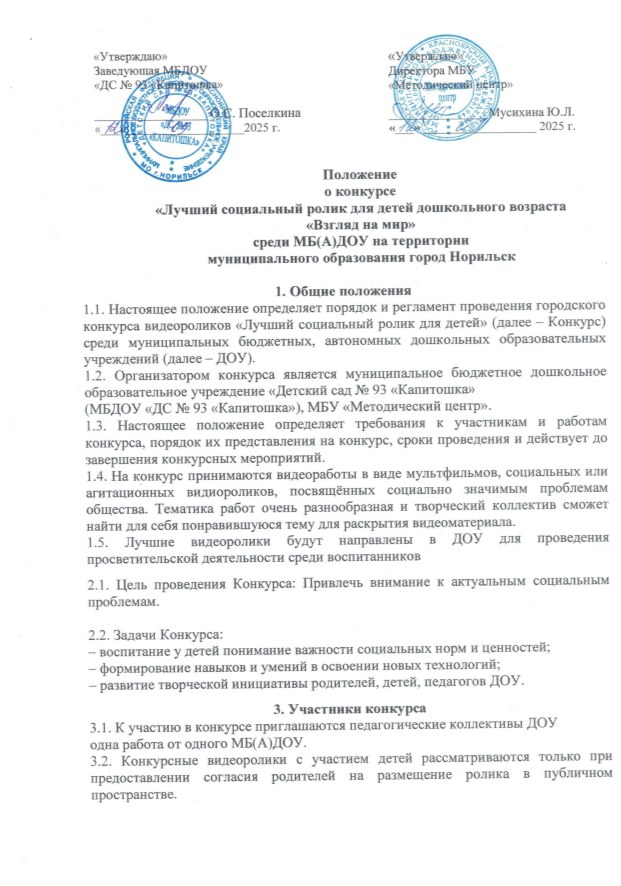 «Утверждаю»
Заведующая МБДОУ
«ДС № 93 «Капитошка»
О.С. Поселкина
2025 г.
«Утверждаю»
Директора МБУ
«Методический центр»
Мусихина Ю.Л.
2025 г.
Положение
о конкурсе
«Лучший социальный ролик для детей дошкольного возраста
«Взгляд на мир»
среди МБ(А)ДОУ на территории
муниципального образования город Норильск
1. Общие положения
1.1. Настоящее положение определяет порядок и регламент проведения городского
конкурса видеороликов «Лучший социальный ролик для детей» (далее – Конкурс)
среди муниципальных бюджетных, автономных дошкольных образовательных
учреждений (далее – ДОУ).
1.2. Организатором конкурса является муниципальное бюджетное дошкольное
образовательное учреждение «Детский сад № 93 «Капитошка»
(МБДОУ «ДС № 93 «Капитошка»), МБУ «Методический центр».
1.3. Настоящее положение определяет требования к участникам и работам
конкурса, порядок их представления на конкурс, сроки проведения и действует до
завершения конкурсных мероприятий.
1.4. На конкурс принимаются видеоработы в виде мультфильмов, социальных или
агитационных видиороликов, посвящённых социально значимым проблемам
общества. Тематика работ очень разнообразная и творческий коллектив сможет
найти для себя понравившуюся тему для раскрытия видеоматериала.
1.5. Лучшие видеоролики будут направлены в ДОУ для проведения
просветительской деятельности среди воспитанников
2.1. Цель проведения Конкурса: Привлечь внимание к актуальным социальным
проблемам.
2.2. Задачи Конкурса:
– воспитание у детей понимание важности социальных норм и ценностей;
– формирование навыков и умений в освоении новых технологий;
– развитие творческой инициативы родителей, детей, педагогов ДОУ.
3. Участники конкурса
3.1. К участию в конкурсе приглашаются педагогические коллективы ДОУ
одна работа от одного МБ(А)ДОУ.
3.2. Конкурсные видеоролики с участием детей рассматриваются только при
предоставлении согласия родителей на размещение ролика в публичном
пространстве.